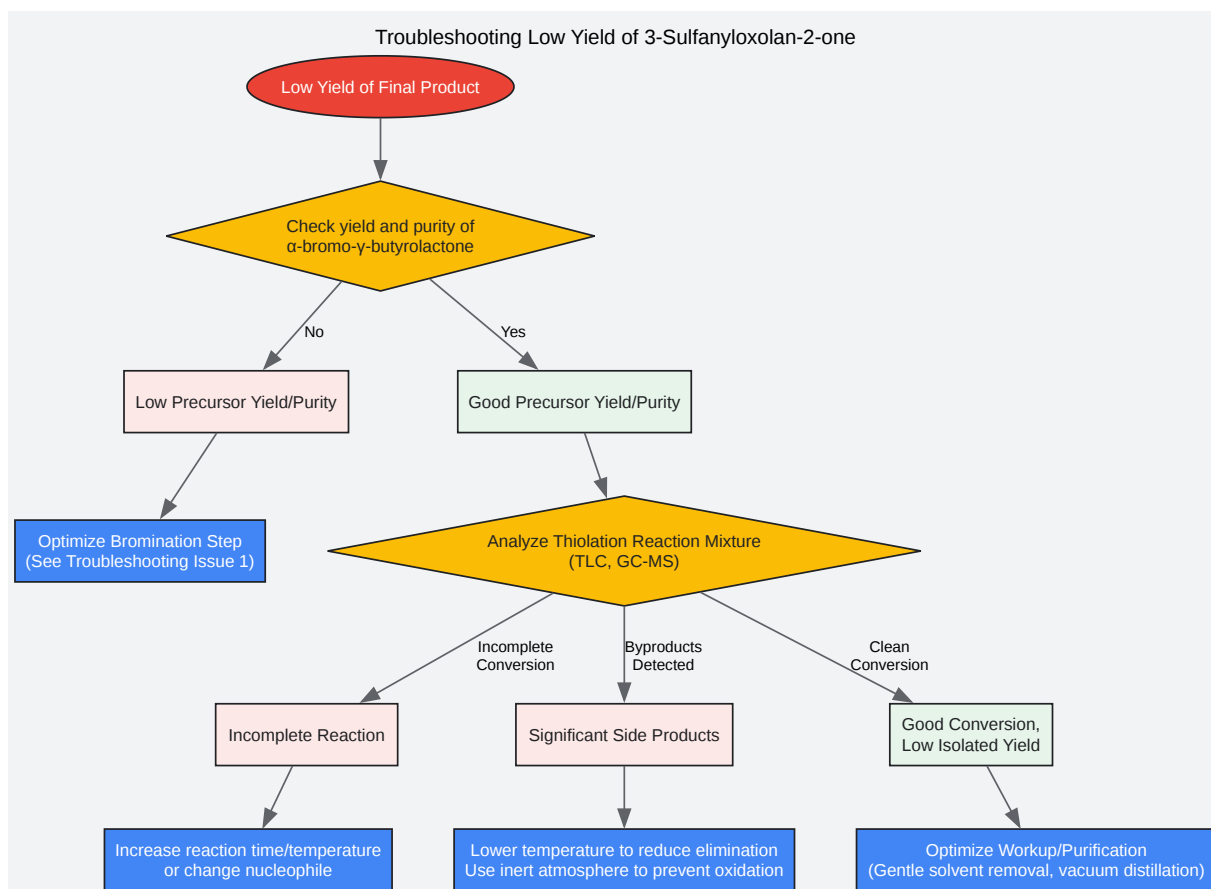 Troubleshooting Low Yield of 3-Sulfanyloxolan-2-one
Low Yield of Final Product
Check yield and purity of
α-bromo-γ-butyrolactone
No
Yes
Low Precursor Yield/Purity
Good Precursor Yield/Purity
Optimize Bromination Step
(See Troubleshooting Issue 1)
Analyze Thiolation Reaction Mixture
(TLC, GC-MS)
Incomplete
Conversion
Byproducts
Detected
Clean
Conversion
Incomplete Reaction
Significant Side Products
Good Conversion,
Low Isolated Yield
Increase reaction time/temperature
or change nucleophile
Lower temperature to reduce elimination
Use inert atmosphere to prevent oxidation
Optimize Workup/Purification
(Gentle solvent removal, vacuum distillation)